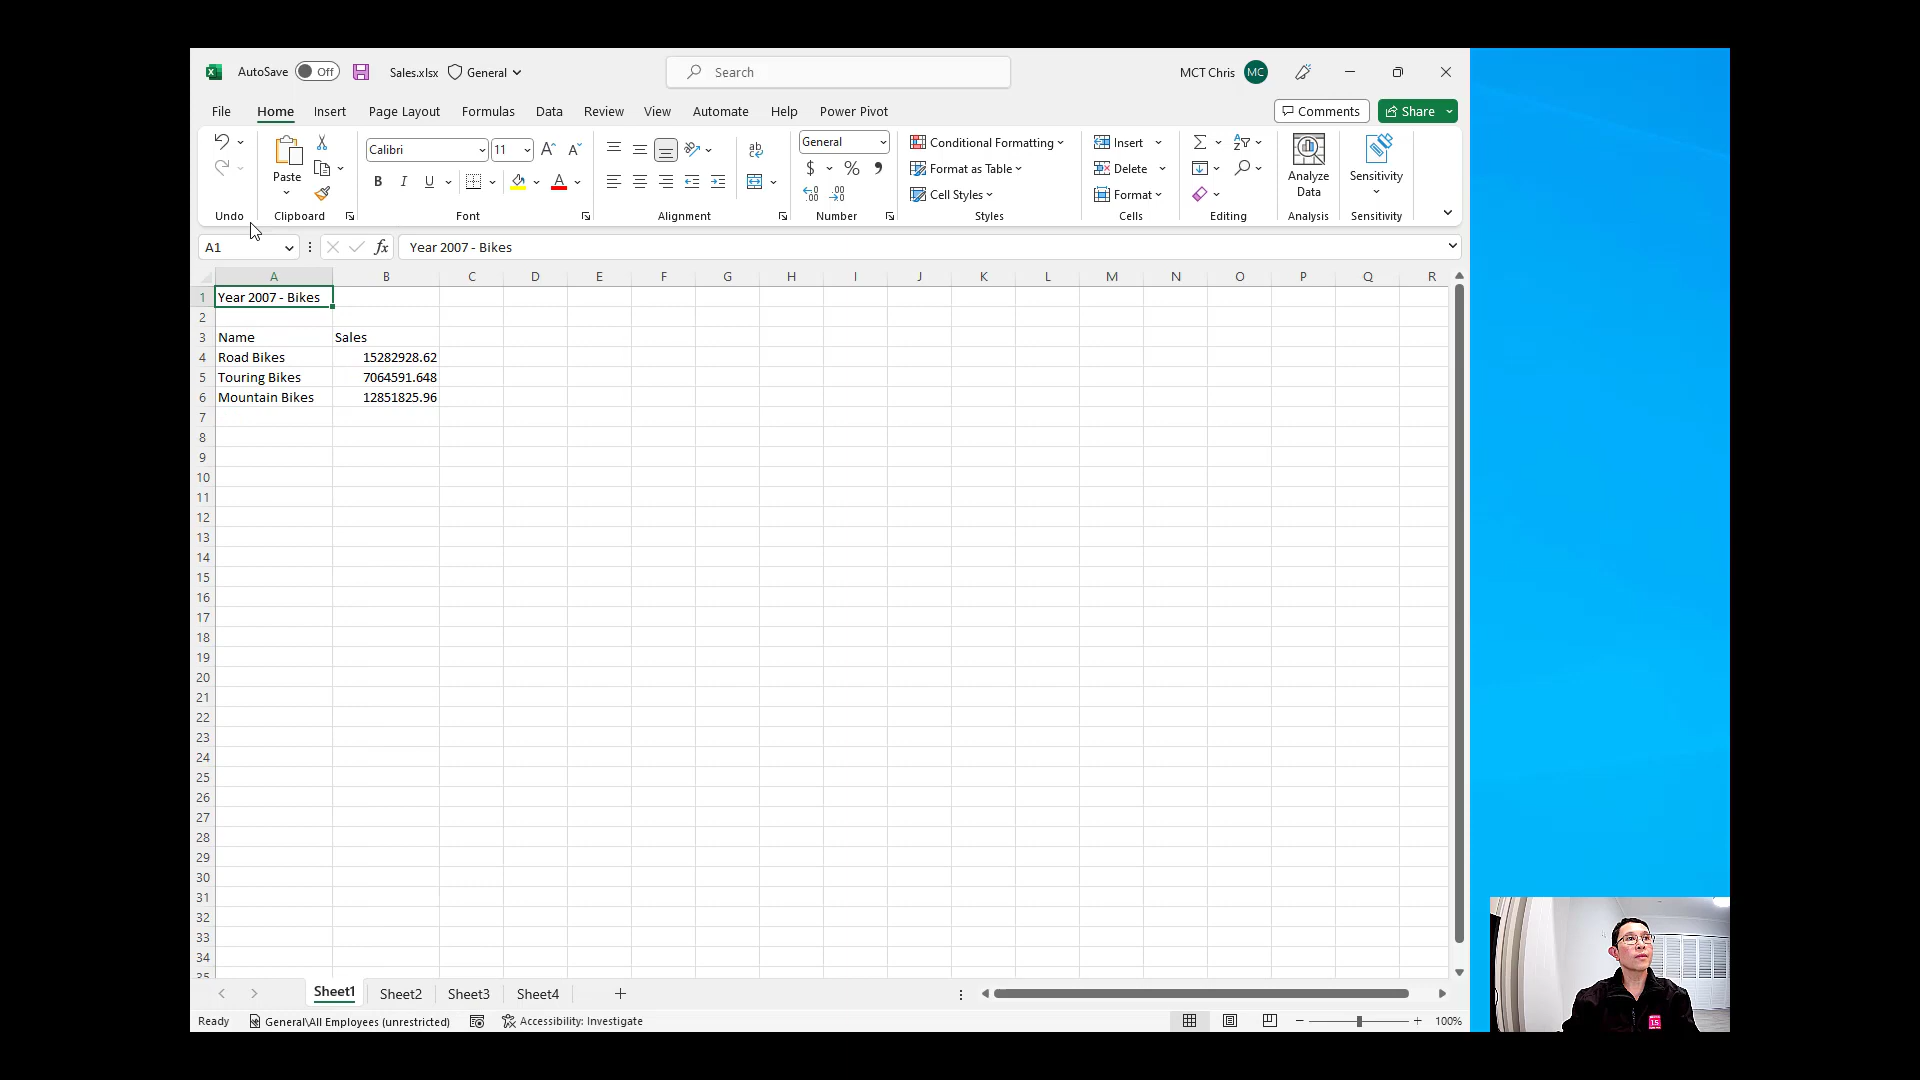 AutoSave Off Sales.xlsx General Search MCT Chris MC
File Home Insert Page Layout Formulas Data Review View Automate Help Power Pivot Comments Share
Paste Calibri 11 General Conditional Formatting Insert Analyze Data Sensitivity
B I U ab $ % Format as Table Delete
.00 .00 Cell Styles Format
Undo Clipboard Font Alignment Number Styles Cells Editing Analysis Sensitivity
A1 fx Year 2007 - Bikes
A B C D E F G H I J K L M N O P Q R
1 Year 2007 - Bikes
2
3 Name Sales
4 Road Bikes 15282928.62
5 Touring Bikes 7064591.648
6 Mountain Bikes 12851825.96
7
8
9
10
11
12
13
14
15
16
17
18
19
20
21
22
23
24
25
26
27
28
29
30
31
32
33
34
35
Sheet1 Sheet2 Sheet3 Sheet4
Ready General\All Employees (unrestricted) Accessibility: Investigate 100%
15